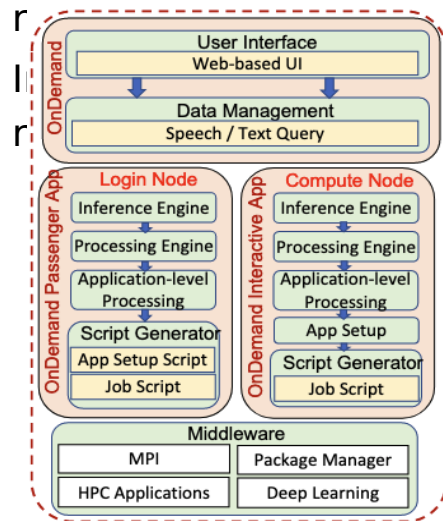 OnDemand
User Interface
Web-based UI
Data Management
Speech / Text Query
OnDemand Passenger App
Login Node
Inference Engine
Processing Engine
Application-level
Processing
Script Generator
App Setup Script
Job Script
OnDemand Interactive App
Compute Node
Inference Engine
Processing Engine
Application-level
Processing
App Setup
Script Generator
Job Script
Middleware
MPI
Package Manager
HPC Applications
Deep Learning